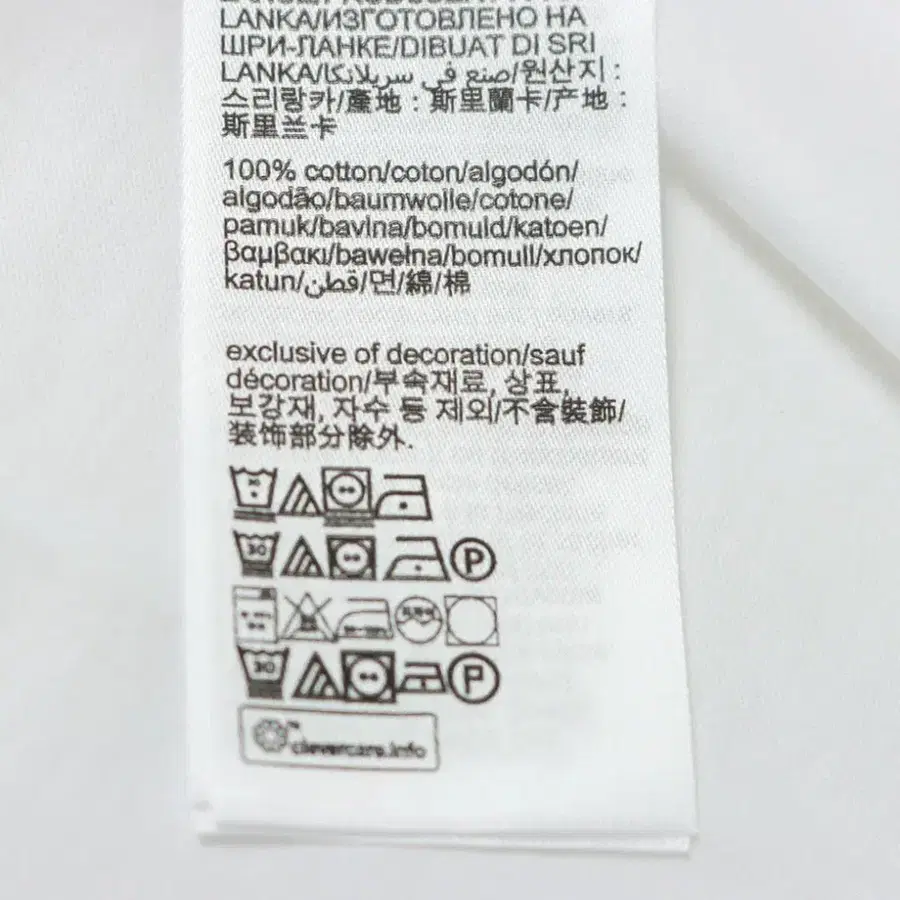 LANKA/ИЗГОТОВЛЕНО НА
ШРИ-ЛАНКЕ/DIBUAT DI SRI
LANKA/صنع في سريلانكا/원산지 :
스리랑카/產地 : 斯里蘭卡/产地 :
斯里兰卡
100% cotton/coton/algodón/
algodão/baumwolle/cotone/
pamuk/bavlna/bomuld/katoen/
βαμβακι/bawełna/bomull/хлопок/
katun/قطن/면/綿/棉
exclusive of decoration/sauf
décoration/부속재료, 상표,
보강재, 자수 등 제외/不含裝飾/
装饰部分除外.
30
30 P
30 P
clevercare.info